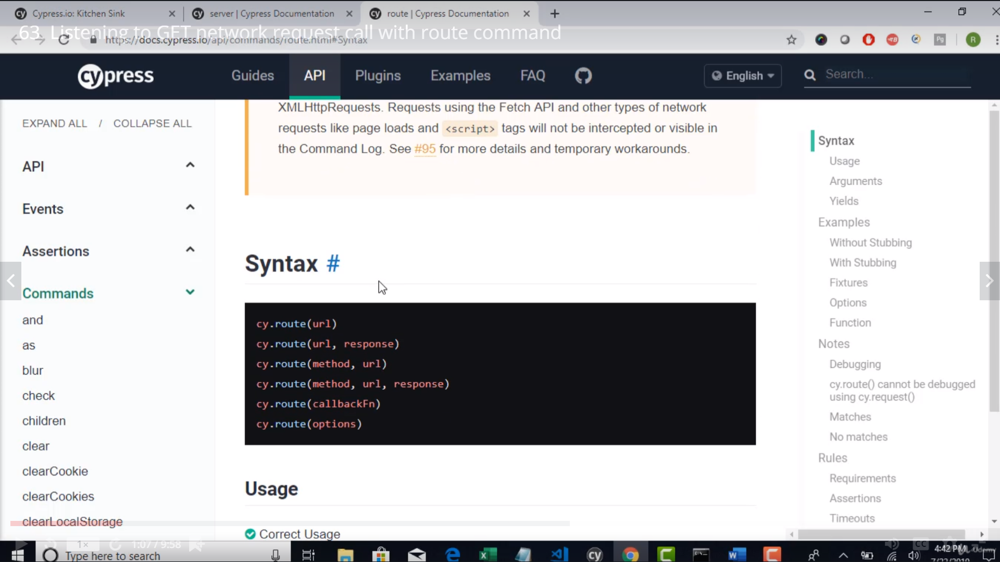 Cypress.io: Kitchen Sink
server | Cypress Documentation
route | Cypress Documentation
63. Listening to GET network request call with route command
https://docs.cypress.io/api/commands/route.html#Syntax
Pg
R
cypress
Guides
API
Plugins
Examples
FAQ
English
Search...
EXPAND ALL / COLLAPSE ALL
API
Events
Assertions
Commands
and
as
blur
check
children
clear
clearCookie
clearCookies
clearLocalStorage
XMLHttpRequests. Requests using the Fetch API and other types of network
requests like page loads and <script> tags will not be intercepted or visible in
the Command Log. See #95 for more details and temporary workarounds.
Syntax #
cy.route(url)
cy.route(url, response)
cy.route(method, url)
cy.route(method, url, response)
cy.route(callbackFn)
cy.route(options)
Usage
Correct Usage
Syntax
Usage
Arguments
Yields
Examples
Without Stubbing
With Stubbing
Fixtures
Options
Function
Notes
Debugging
cy.route() cannot be debugged
using cy.request()
Matches
No matches
Rules
Requirements
Assertions
Timeouts
1x
1:07 / 9:58
CC
Type here to search
4:42 PM
Udemy